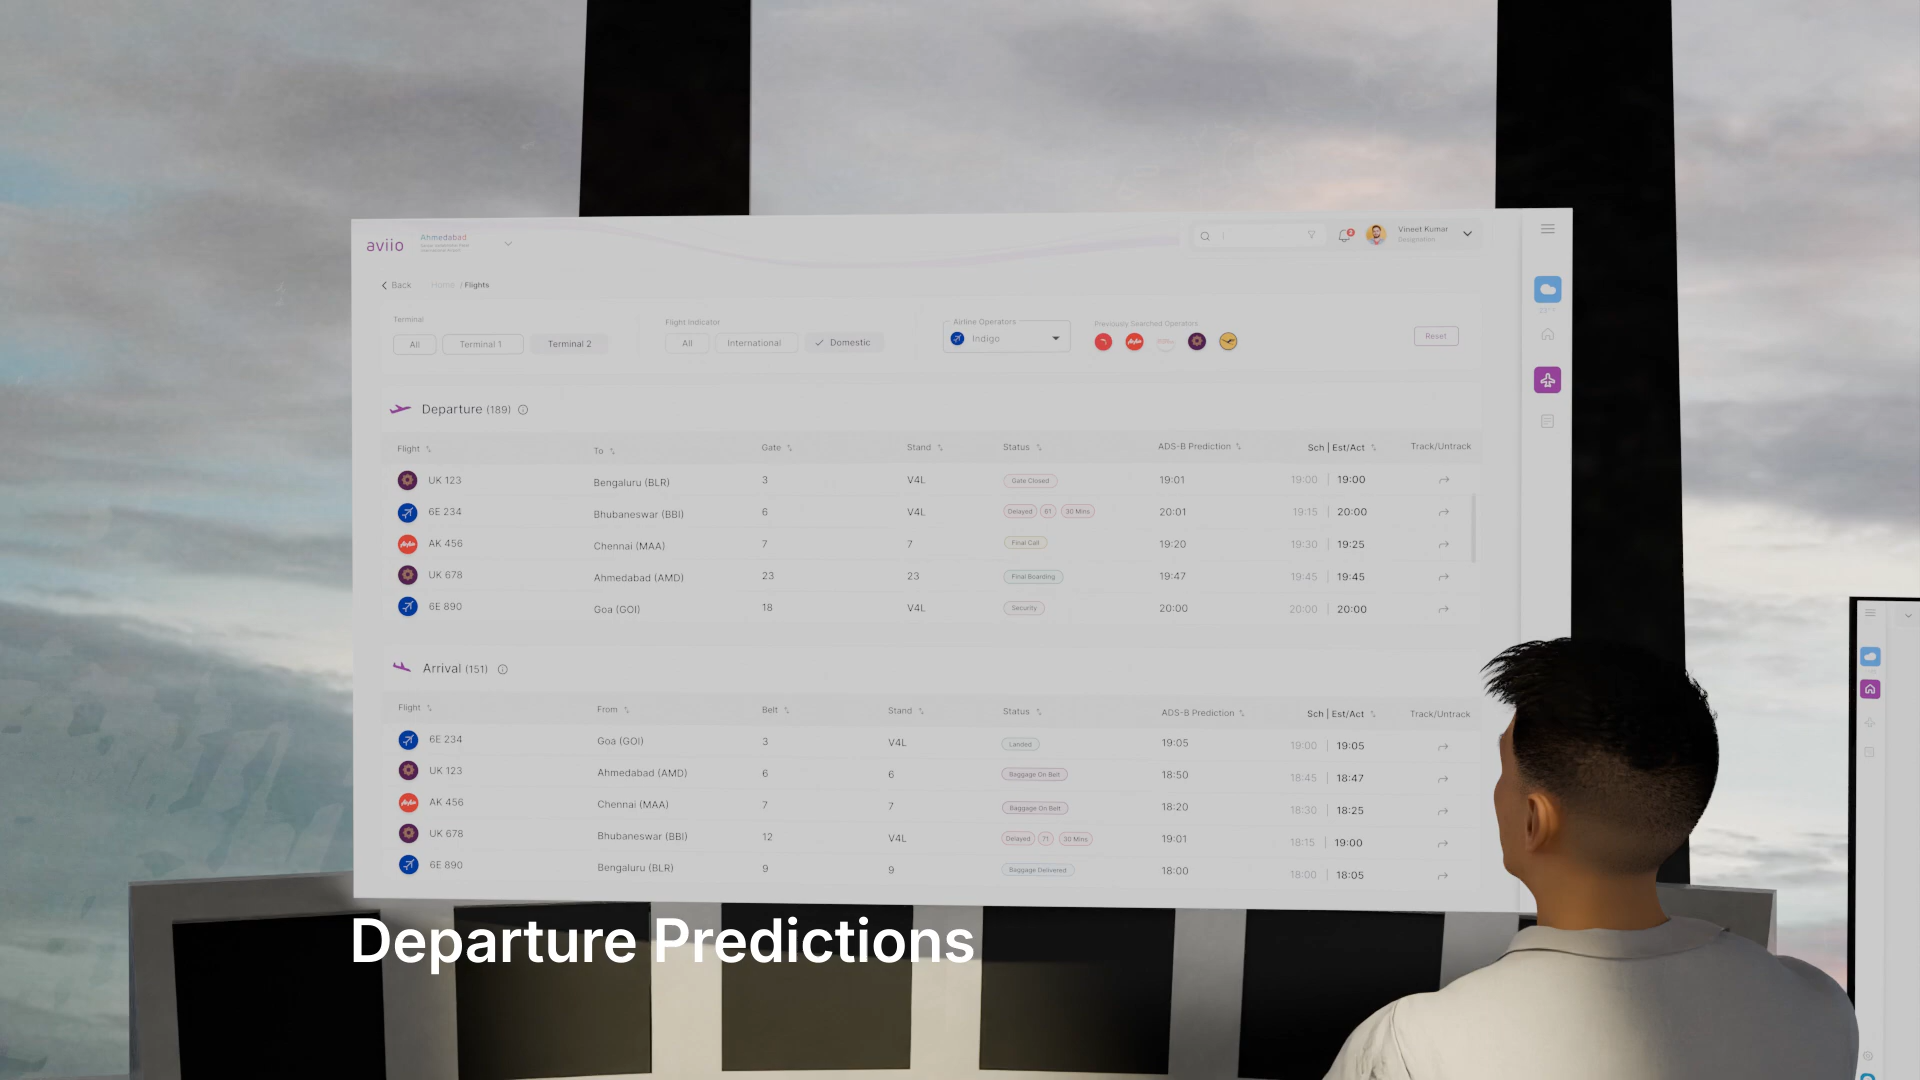 aviio
Ahmedabad
2
Vineet Kumar
Designation
Back Home / Flights
Terminal
All Terminal 1 Terminal 2
Flight Indicator
All International Domestic
Airline Operators
Indigo
Previously Searched Operators
Reset
Departure (189)
Flight To Gate Stand Status ADS-B Prediction Sch | Est/Act Track/Untrack
UK 123 Bengaluru (BLR) 3 V4L Gate Closed 19:01 19:00 | 19:00
6E 234 Bhubaneswar (BBI) 6 V4L Delayed 61 30 Mins 20:01 19:15 | 20:00
AK 456 Chennai (MAA) 7 7 Final Call 19:20 19:30 | 19:25
UK 678 Ahmedabad (AMD) 23 23 Final Boarding 19:47 19:45 | 19:45
6E 890 Goa (GOI) 18 V4L Security 20:00 20:00 | 20:00
Arrival (151)
Flight From Belt Stand Status ADS-B Prediction Sch | Est/Act Track/Untrack
6E 234 Goa (GOI) 3 V4L Landed 19:05 19:00 | 19:05
UK 123 Ahmedabad (AMD) 6 6 Baggage On Belt 18:50 18:45 | 18:47
AK 456 Chennai (MAA) 7 7 Baggage On Belt 18:20 18:30 | 18:25
UK 678 Bhubaneswar (BBI) 12 V4L Delayed 71 30 Mins 19:01 18:15 | 19:00
6E 890 Bengaluru (BLR) 9 9 Baggage Delivered 18:00 18:00 | 18:05
Departure Predictions